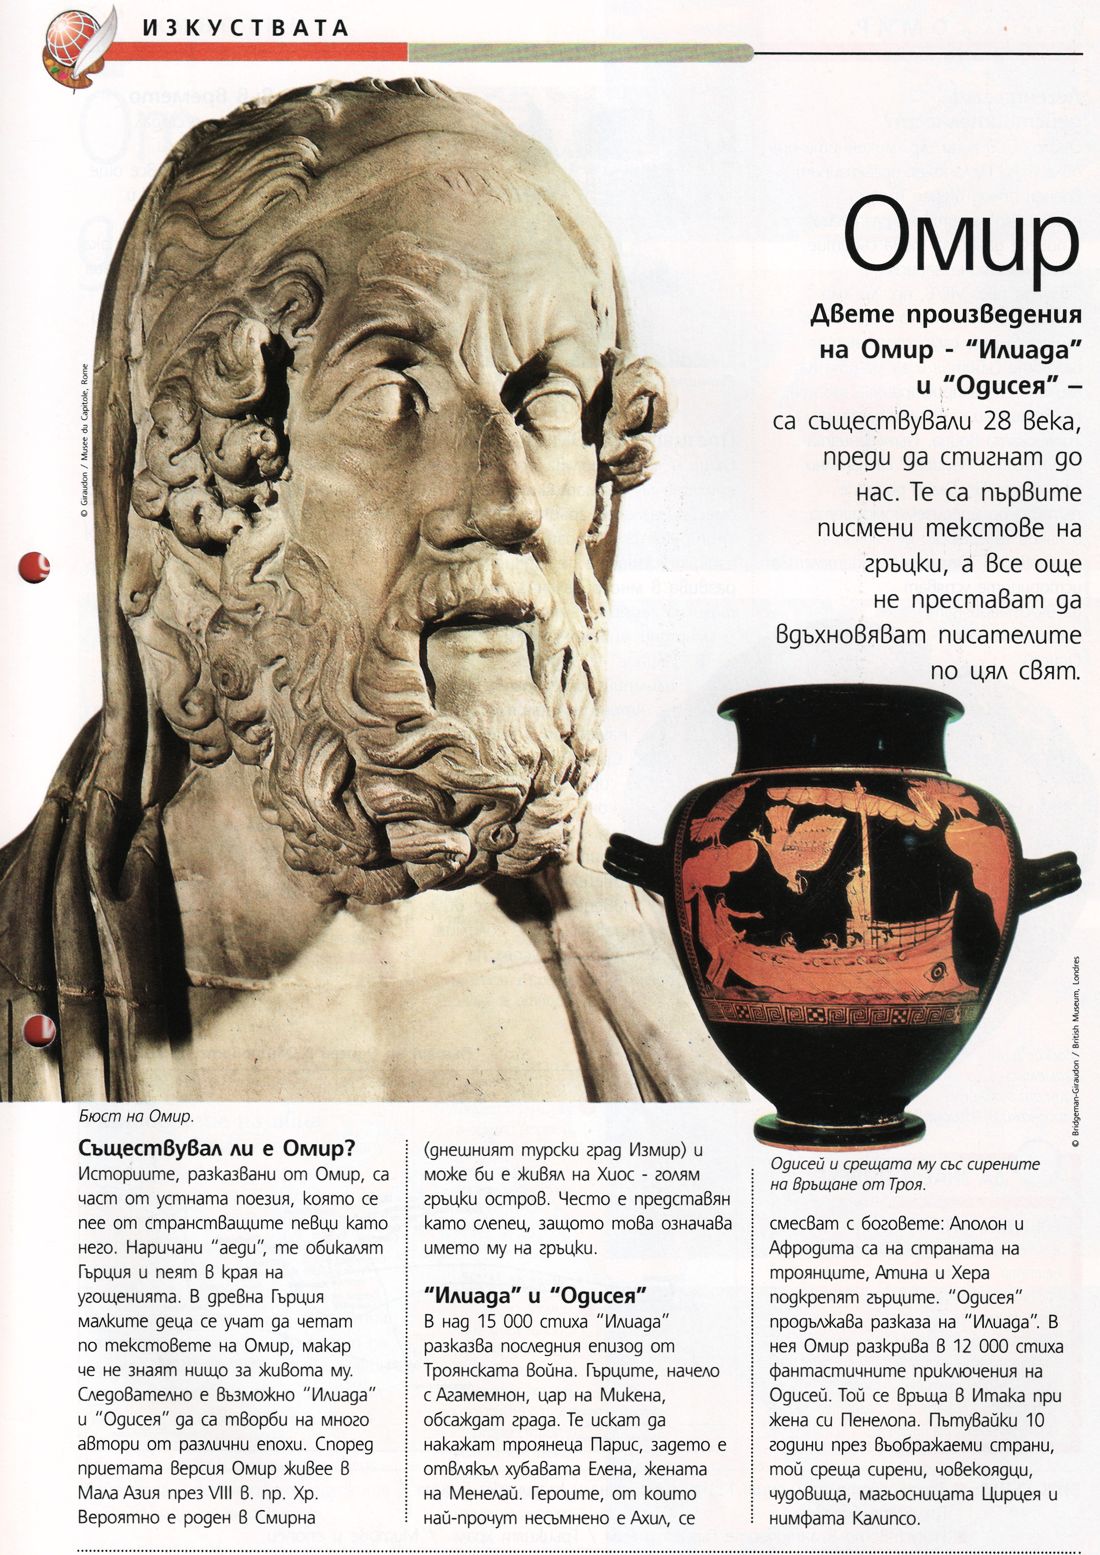 ИЗКУСТВАТА
Омир
Двете произведения
на Омир - “Илиада”
и “Одисея” –
са съществували 28 века,
преди да стигнат до
нас. Те са първите
писмени текстове на
гръцки, а все още
не престават да
вдъхновяват писателите
по цял свят.
© Giraudon / Musee du Capitole, Rome
© Bridgeman-Giraudon / British Museum, Londres
Бюст на Омир.
Съществувал ли е Омир?
Историите, разказвани от Омир, са
част от устната поезия, която се
пее от странстващите певци като
него. Наричани “аеди”, те обикалят
Гърция и пеят в края на
угощенията. В древна Гърция
малките деца се учат да четат
по текстовете на Омир, макар
че не знаят нищо за живота му.
Следователно е възможно “Илиада”
и “Одисея” да са творби на много
автори от различни епохи. Според
приетата версия Омир живее в
Мала Азия през VIII в. пр. Хр.
Вероятно е роден в Смирна
(днешният турски град Измир) и
може би е живял на Хиос - голям
гръцки остров. Често е представян
като слепец, защото това означава
името му на гръцки.
“Илиада” и “Одисея”
В над 15 000 стиха “Илиада”
разказва последния епизод от
Троянската война. Гърците, начело
с Агамемнон, цар на Микена,
обсаждат града. Те искат да
накажат троянеца Парис, задето е
отвлякъл хубавата Елена, жената
на Менелай. Героите, от които
най-прочут несъмнено е Ахил, се
Одисей и срещата му със сирените
на връщане от Троя.
смесват с боговете: Аполон и
Афродита са на страната на
троянците, Атина и Хера
подкрепят гърците. “Одисея”
продължава разказа на “Илиада”. В
нея Омир разкрива в 12 000 стиха
фантастичните приключения на
Одисей. Той се връща в Итака при
жена си Пенелопа. Пътувайки 10
години през въображаеми страни,
той среща сирени, човекоядци,
чудовища, магьосницата Цирцея и
нимфата Калипсо.